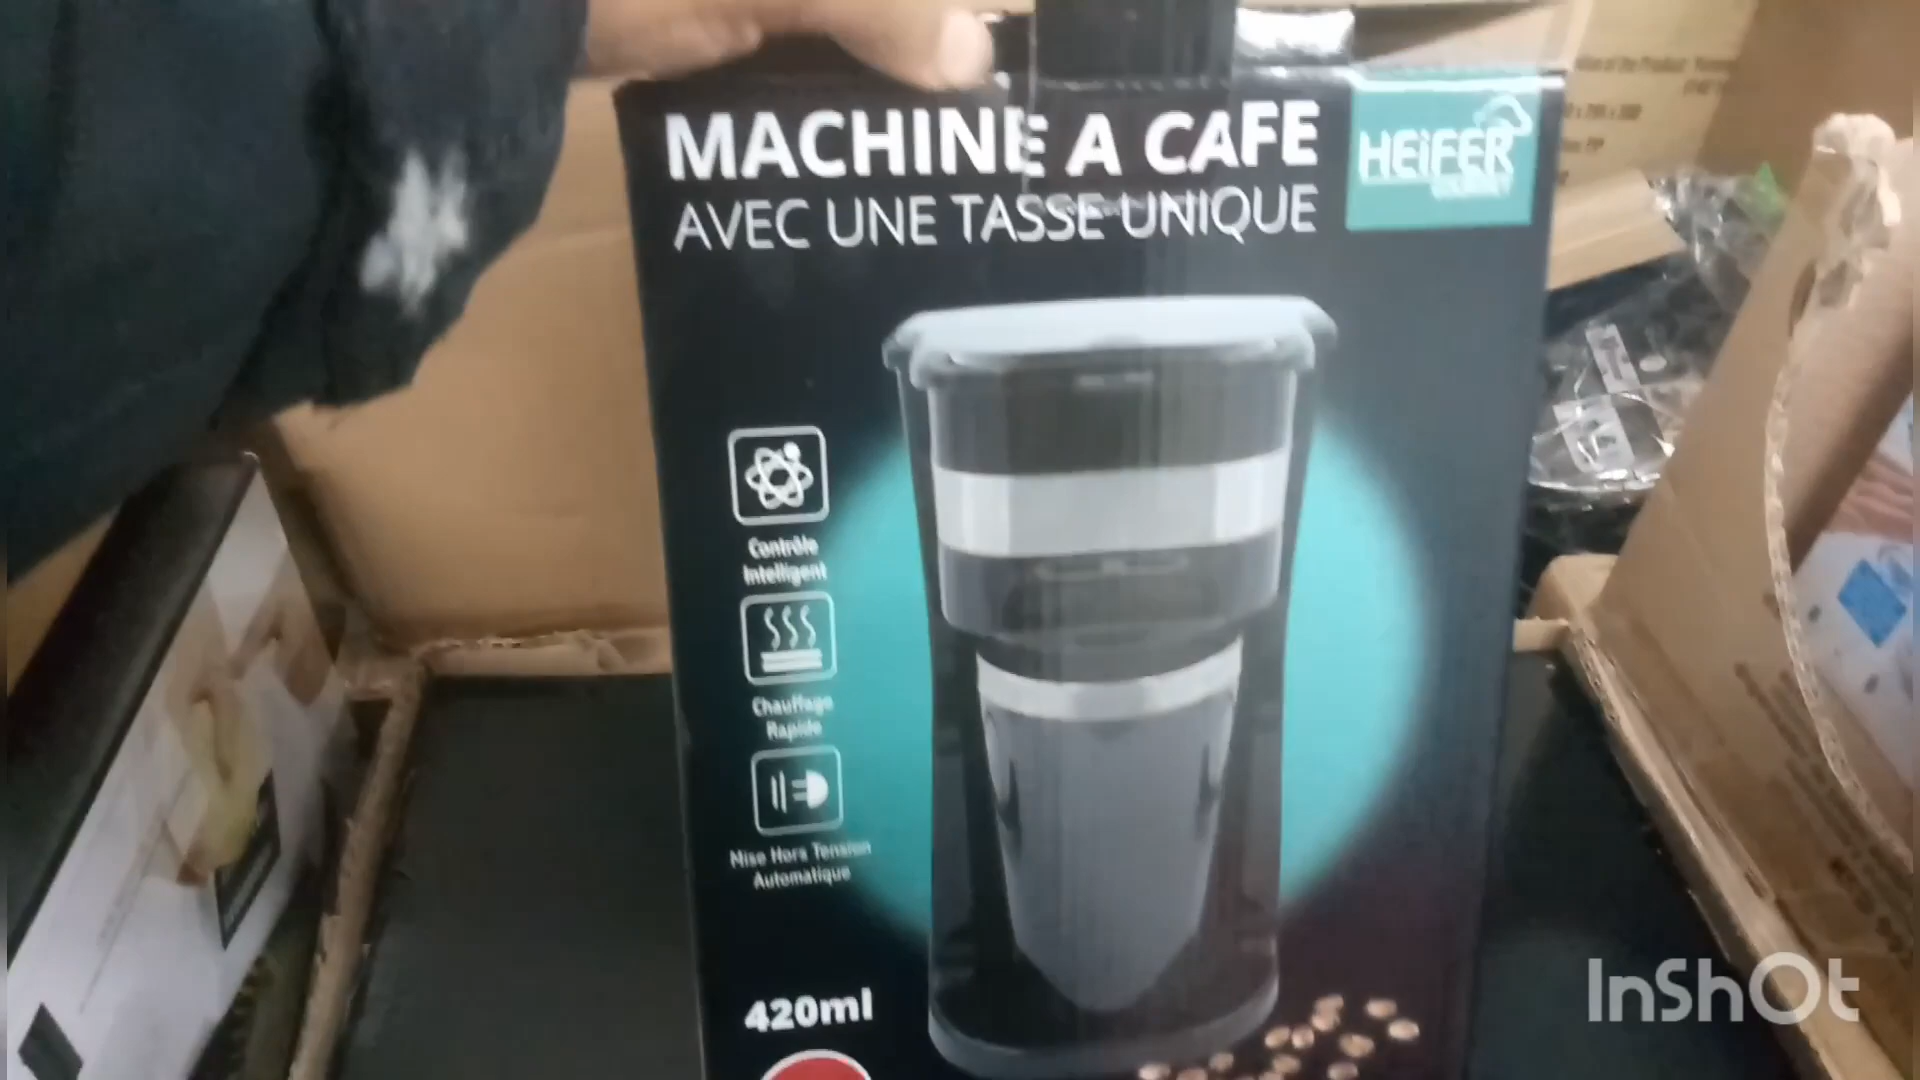 MACHINE A CAFE
AVEC UNE TASSE UNIQUE
HEiFER
Contrôle
Intelligent
Chauffage
Rapide
Mise Hors Tension
Automatique
420ml
InShOt